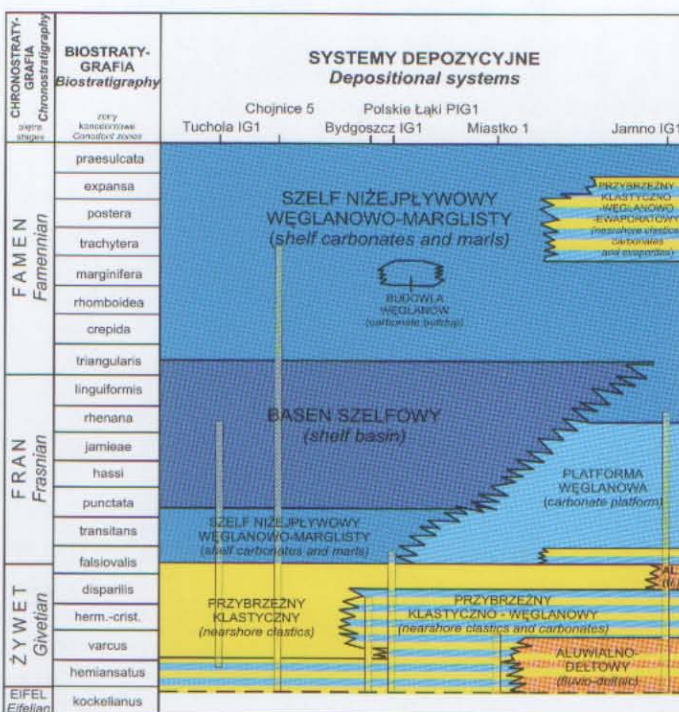 CHRONOSTRATY-
GRAFIA
Chronostratigraphy
piętra
stages
BIOSTRATY-
GRAFIA
Biostratigraphy
zony
konodontowe
Conodont zones
SYSTEMY DEPOZYCYJNE
Depositional systems
Chojnice 5
Polskie Łąki PIG1
Tuchola IG1
Bydgoszcz IG1
Miastko 1
Jamno IG1
FAMEN
Famennian
praesulcata
expansa
postera
trachytera
marginifera
rhomboidea
crepida
triangularis
FRAN
Frasnian
linguiformis
rhenana
jamieae
hassi
punctata
transitans
falsiovalis
ŻYWET
Givetian
disparilis
herm.-crist.
varcus
hemiansatus
EIFEL
Eifelian
kockelianus
SZELF NIŻEJPŁYWOWY
WĘGLANOWO-MARGLISTY
(shelf carbonates and marls)
PRZYBRZEŻNY
KLASTYCZNO
-WĘGLANOWO
-EWAPORATOWY
(nearshore clastics
carbonates
and evaporites)
BUDOWLA
WĘGLANOW
(carbonate buildup)
BASEN SZELFOWY
(shelf basin)
PLATFORMA
WĘGLANOWA
(carbonate platform)
SZELF NIŻEJPŁYWOWY
WĘGLANOWO-MARGLISTY
(shelf carbonates and marls)
PRZYBRZEŻNY
KLASTYCZNY
(nearshore clastics)
PRZYBRZEŻNY
KLASTYCZNO - WĘGLANOWY
(nearshore clastics and carbonates)
ALUWIALNO-
DELTOWY
(fluvio-deltaic)